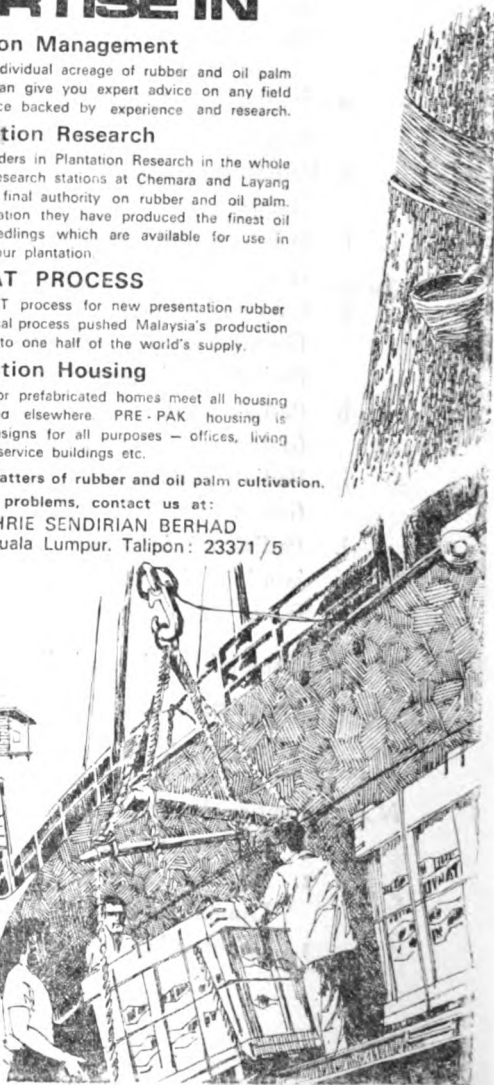 RTISE IN
on Management
dividual acreage of rubber and oil palm
an give you expert advice on any field
ce backed by experience and research.
tion Research
ders in Plantation Research in the whole
esearch stations at Chemara and Layang
final authority on rubber and oil palm.
ation they have produced the finest oil
edlings which are available for use in
our plantation.
AT PROCESS
T process for new presentation rubber
al process pushed Malaysia's production
to one half of the world's supply.
tion Housing
or prefabricated homes meet all housing
elsewhere. PRE - PAK housing is
signs for all purposes — offices, living
service buildings etc.
atters of rubber and oil palm cultivation.
problems, contact us at:
HRIE SENDIRIAN BERHAD
uala Lumpur. Talipon: 23371/5